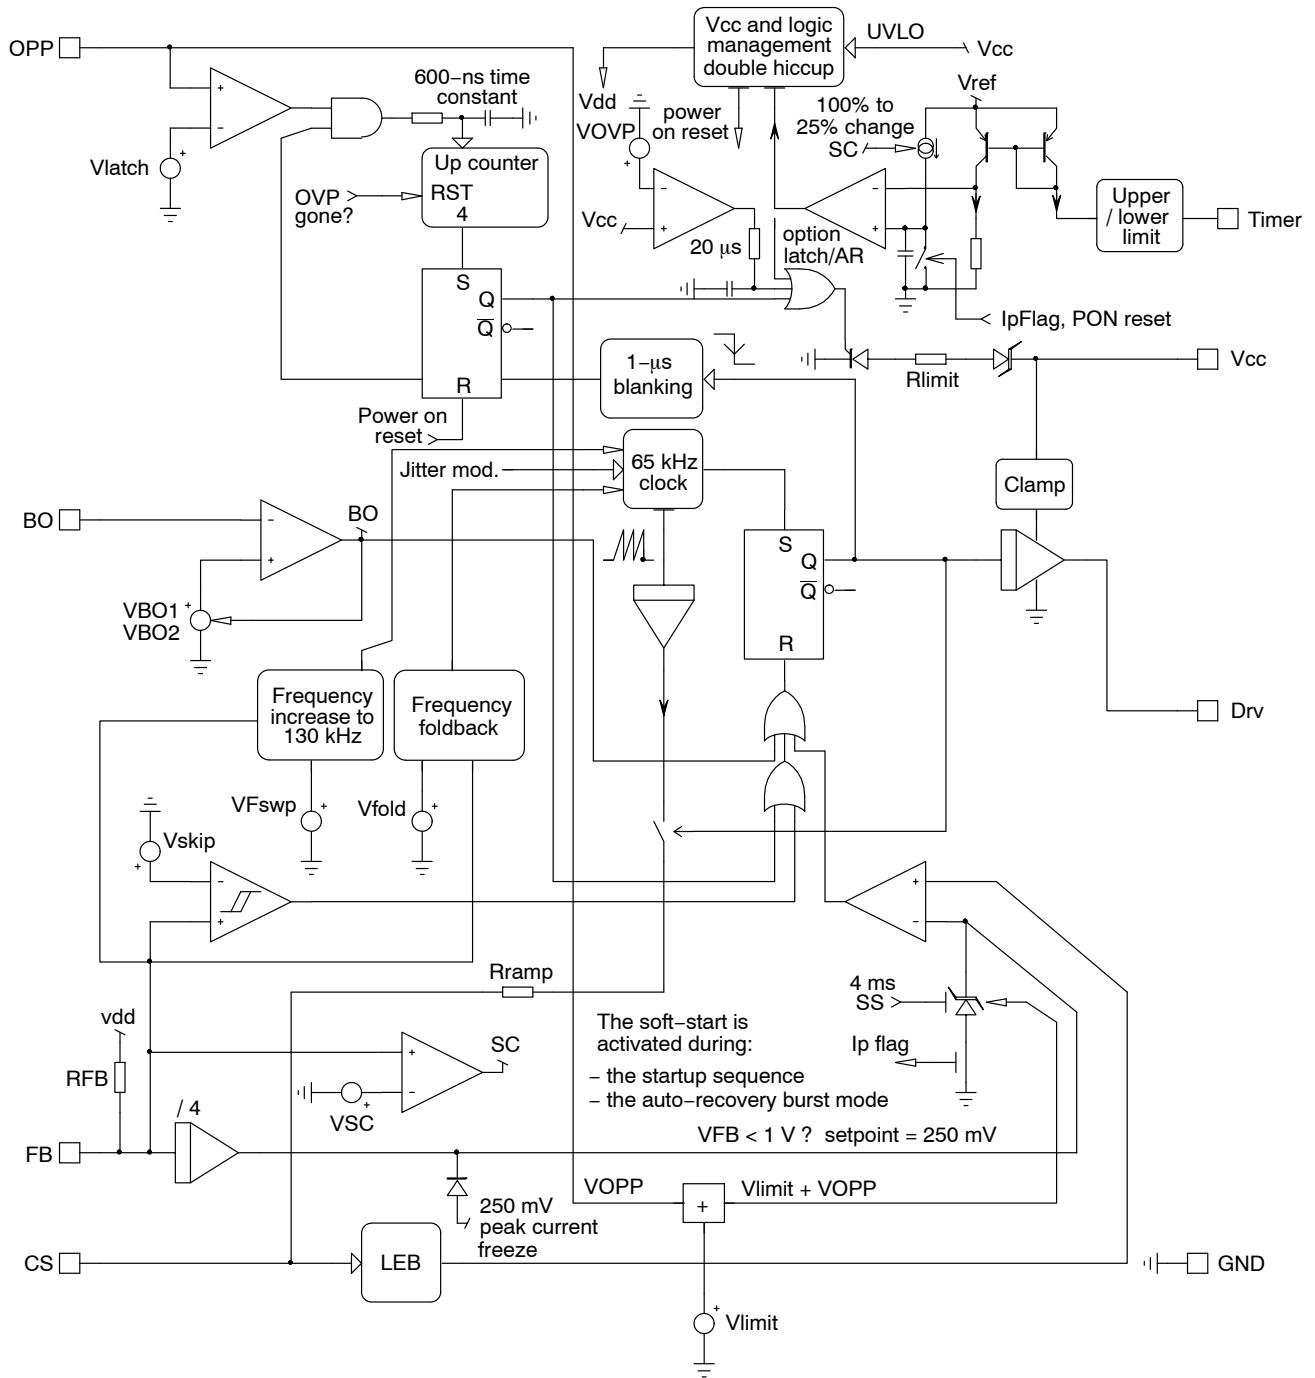 OPP
Vcc and logic
management
double hiccup
UVLO
Vcc
Vdd
VOVP
+
power
on reset
100% to
25% change
SC
Vref
600−ns time
constant
+
−
Vlatch
+
Up counter
RST
4
OVP
gone?
Vcc
−
+
20 μs
−
+
option
latch/AR
Upper
/ lower
limit
Timer
S
Q
Q
R
Power on
reset
1−μs
blanking
IpFlag, PON reset
Rlimit
Vcc
Jitter mod.
65 kHz
clock
Clamp
BO
−
+
BO
VBO1
VBO2
+
S
Q
Q
R
Frequency
increase to
130 kHz
Frequency
foldback
Drv
VFswp
+
Vfold
+
Vskip
+
−
+
+
−
Rramp
4 ms
SS
Ip flag
vdd
RFB
+
−
SC
VSC
+
The soft−start is
activated during:
− the startup sequence
− the auto−recovery burst mode
/ 4
FB
VFB < 1 V ? setpoint = 250 mV
250 mV
peak current
freeze
VOPP
+
Vlimit + VOPP
CS
LEB
GND
+
Vlimit